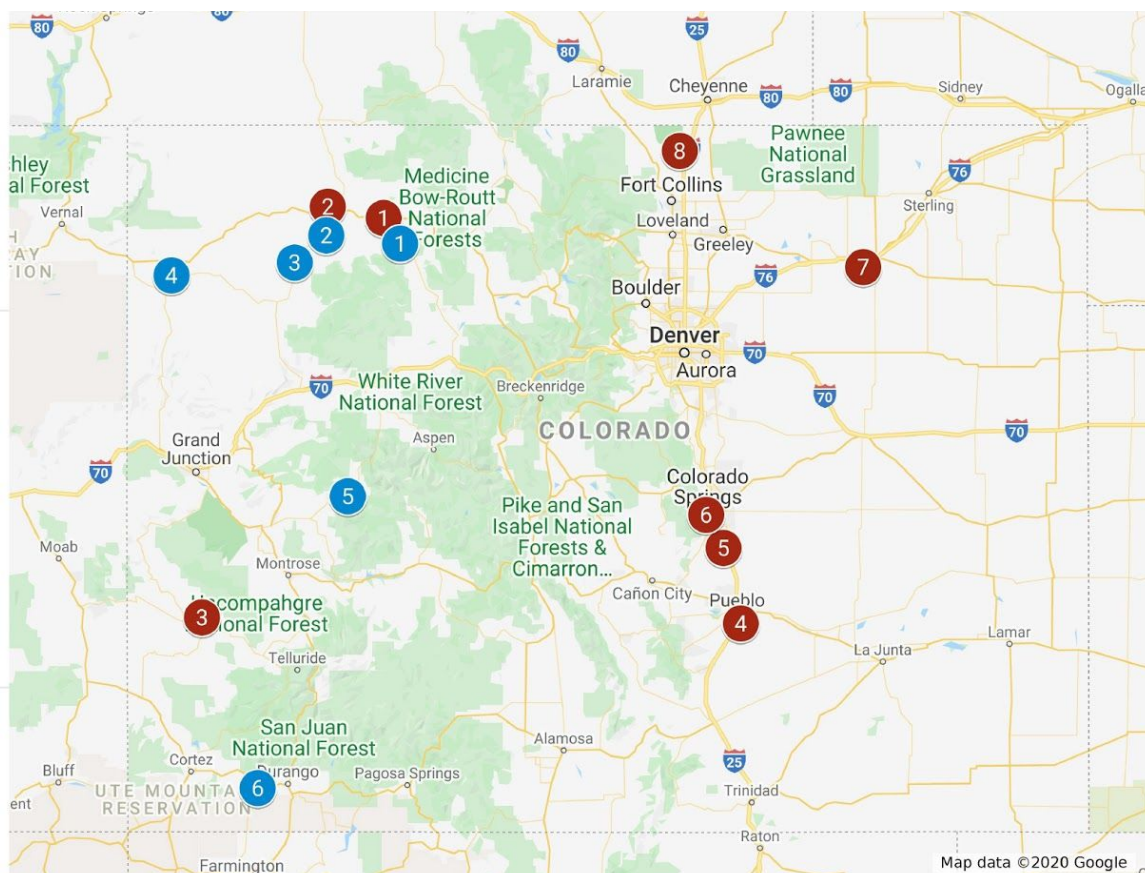 80
80
25
80
Laramie
Cheyenne
80
80
Sidney
Ogalla
Pawnee
National
Grassland
76
8
Fort Collins
Medicine
Bow-Routt
National
Forests
shley
al Forest
Vernal
2
1
2
1
3
4
Loveland
Greeley
Sterling
7
76
Boulder
Denver
Aurora
70
70
70
70
White River
National Forest
Breckenridge
Aspen
COLORADO
Grand
Junction
70
Colorado
Springs
6
5
5
Pike and San
Isabel National
Forests &
Cimarron...
Moab
Montrose
Cañon City
Pueblo
4
3
National Forest
Telluride
La Junta
Lamar
San Juan
National Forest
Alamosa
Bluff
Cortez
6
Durango
Pagosa Springs
UTE MOUNTA
RESERVATION
25
Trinidad
Raton
Farmington
Map data ©2020 Google